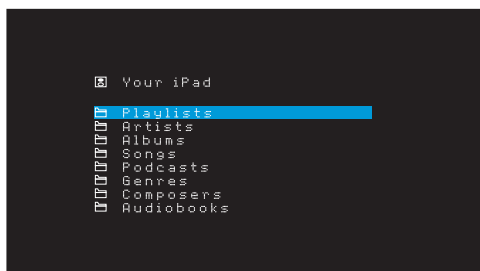 Your iPad
Playlists
Artists
Albums
Songs
Podcasts
Genres
Composers
Audiobooks